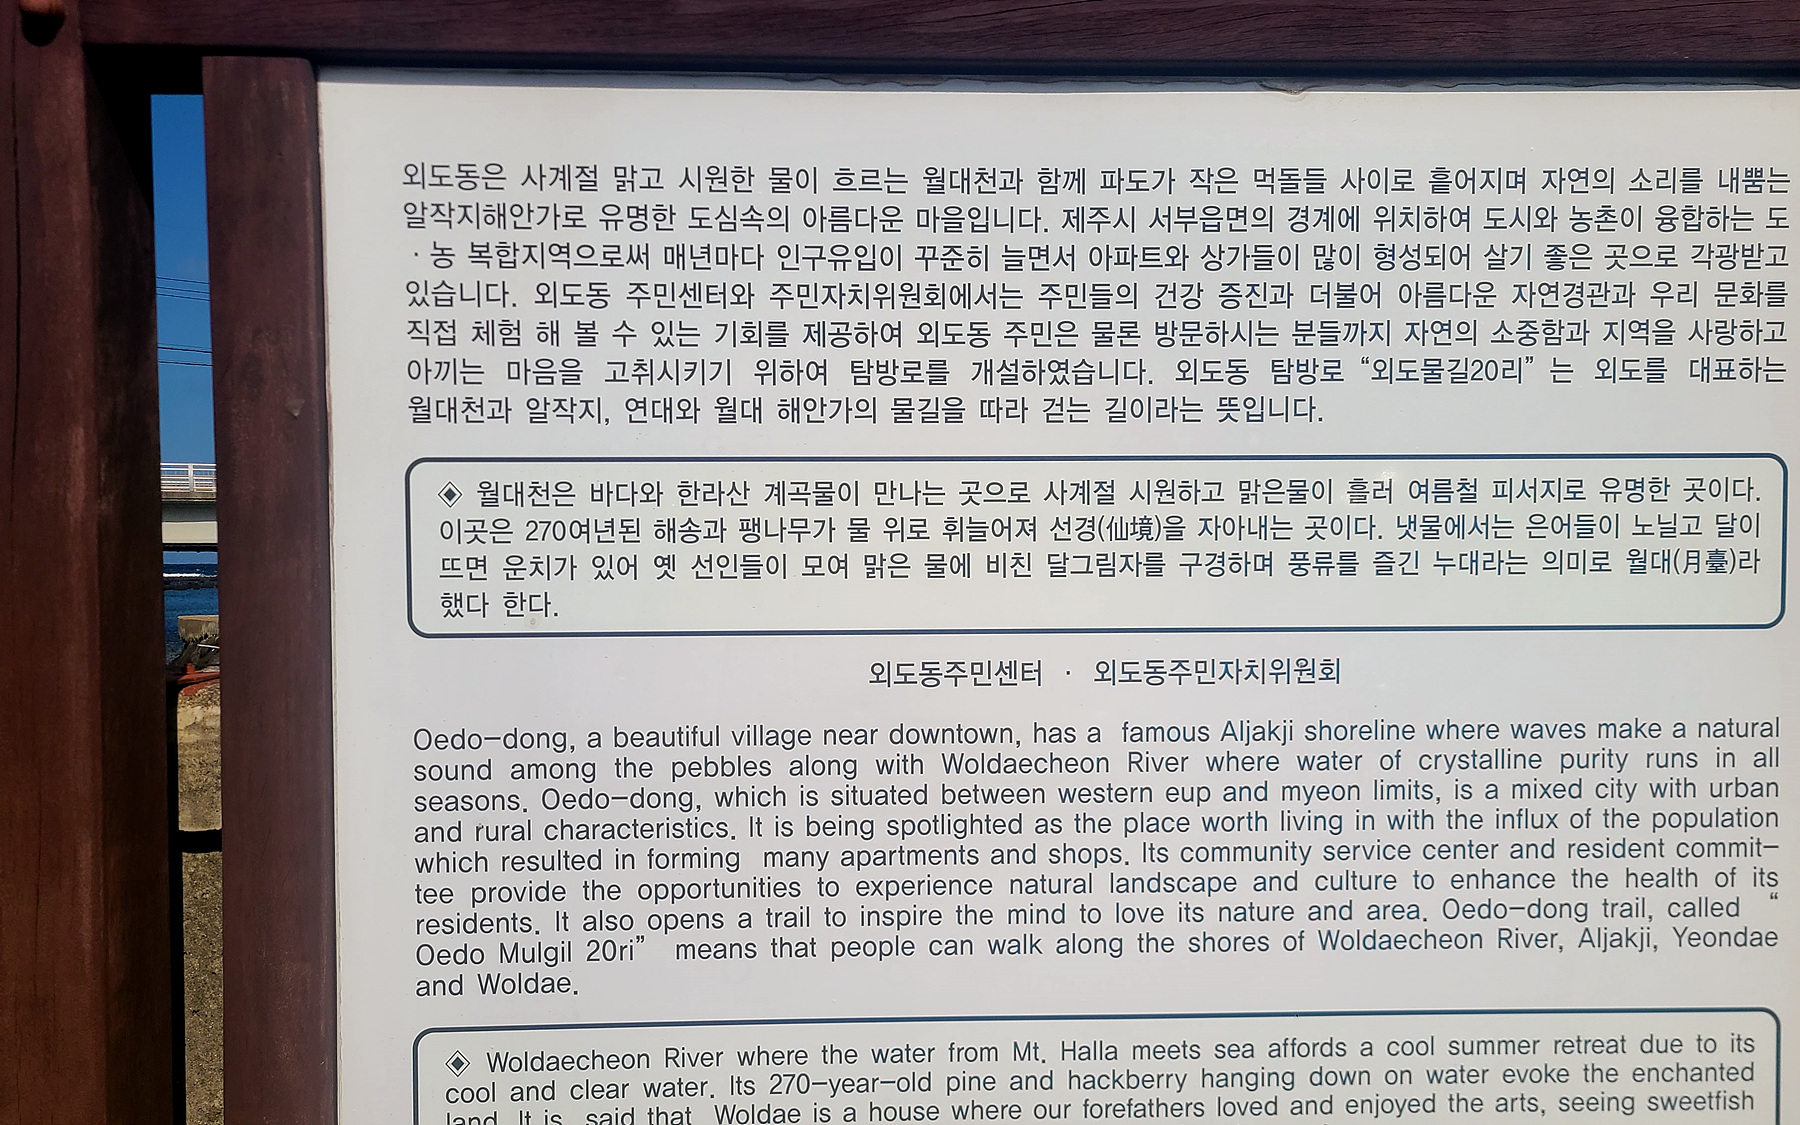 외도동은 사계절 맑고 시원한 물이 흐르는 월대천과 함께 파도가 작은 먹돌들 사이로 흩어지며 자연의 소리를 내뿜는
알작지해안가로 유명한 도심속의 아름다운 마을입니다. 제주시 서부읍면의 경계에 위치하여 도시와 농촌이 융합하는 도
·농 복합지역으로써 매년마다 인구유입이 꾸준히 늘면서 아파트와 상가들이 많이 형성되어 살기 좋은 곳으로 각광받고
있습니다. 외도동 주민센터와 주민자치위원회에서는 주민들의 건강 증진과 더불어 아름다운 자연경관과 우리 문화를
직접 체험 해 볼 수 있는 기회를 제공하여 외도동 주민은 물론 방문하시는 분들까지 자연의 소중함과 지역을 사랑하고
아끼는 마음을 고취시키기 위하여 탐방로를 개설하였습니다. 외도동 탐방로 “외도물길20리” 는 외도를 대표하는
월대천과 알작지, 연대와 월대 해안가의 물길을 따라 걷는 길이라는 뜻입니다.
◈ 월대천은 바다와 한라산 계곡물이 만나는 곳으로 사계절 시원하고 맑은물이 흘러 여름철 피서지로 유명한 곳이다.
이곳은 270여년된 해송과 팽나무가 물 위로 휘늘어져 선경(仙境)을 자아내는 곳이다. 냇물에서는 은어들이 노닐고 달이
뜨면 운치가 있어 옛 선인들이 모여 맑은 물에 비친 달그림자를 구경하며 풍류를 즐긴 누대라는 의미로 월대(月臺)라
했다 한다.
외도동주민센터 · 외도동주민자치위원회
Oedo-dong, a beautiful village near downtown, has a famous Aljakji shoreline where waves make a natural
sound among the pebbles along with Woldaecheon River where water of crystalline purity runs in all
seasons. Oedo-dong, which is situated between western eup and myeon limits, is a mixed city with urban
and rural characteristics. It is being spotlighted as the place worth living in with the influx of the population
which resulted in forming many apartments and shops. Its community service center and resident commit-
tee provide the opportunities to experience natural landscape and culture to enhance the health of its
residents. It also opens a trail to inspire the mind to love its nature and area. Oedo-dong trail, called “
Oedo Mulgil 20ri” means that people can walk along the shores of Woldaecheon River, Aljakji, Yeondae
and Woldae.
◈ Woldaecheon River where the water from Mt. Halla meets sea affords a cool summer retreat due to its
cool and clear water. Its 270-year-old pine and hackberry hanging down on water evoke the enchanted
land. It is said that Woldae is a house where our forefathers loved and enjoyed the arts, seeing sweetfish